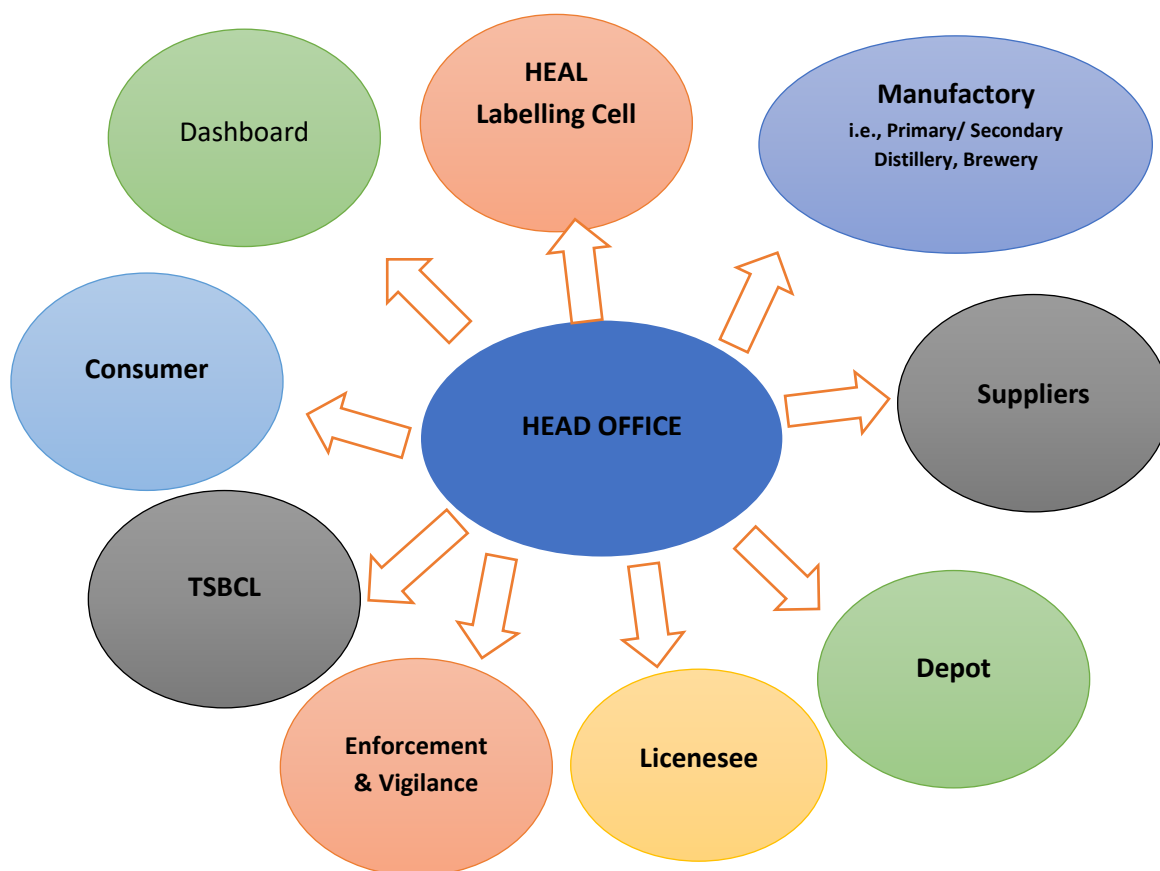 HEAL
Labelling Cell
Manufactory
i.e., Primary/ Secondary
Distillery, Brewery
Dashboard
Consumer
Suppliers
HEAD OFFICE
TSBCL
Depot
Enforcement
& Vigilance
Licenesee